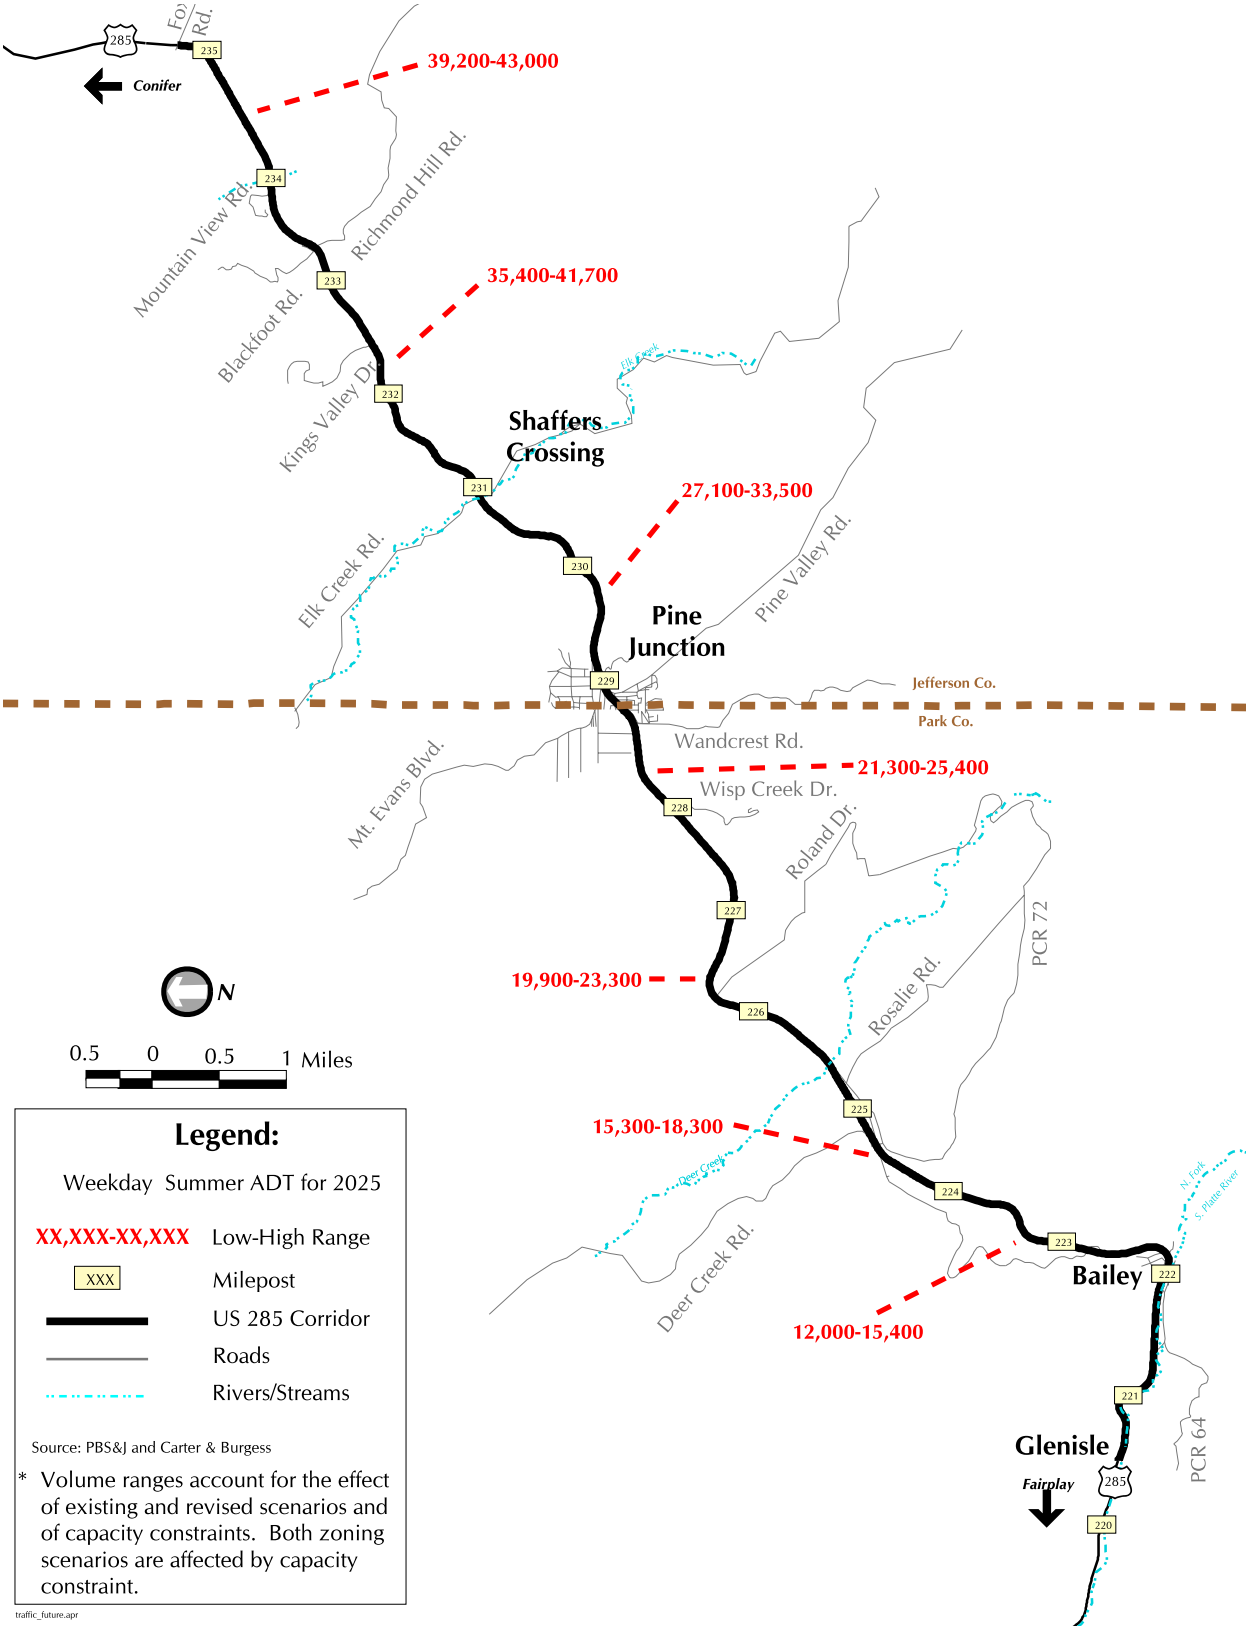 Fox
Rd.
285
235
Conifer
39,200-43,000
234
Mountain View Rd.
Richmond Hill Rd.
233
35,400-41,700
Blackfoot Rd.
Kings Valley Dr.
232
Elk Creek
Shaffers
Crossing
231
27,100-33,500
Elk Creek Rd.
230
Pine Valley Rd.
Pine
Junction
229
Jefferson Co.
Park Co.
Wandcrest Rd.
Mt. Evans Blvd.
21,300-25,400
Wisp Creek Dr.
228
Roland Dr.
227
PCR 72
19,900-23,300
N
226
Rosalie Rd.
0.5 0 0.5 1 Miles
225
15,300-18,300
Deer Creek
N. Fork
S. Platte River
224
Deer Creek Rd.
223
Bailey
222
12,000-15,400
221
PCR 64
Glenisle
Fairplay
285
220
Legend:
Weekday Summer ADT for 2025
XX,XXX-XX,XXX Low-High Range
XXX Milepost
US 285 Corridor
Roads
Rivers/Streams
Source: PBS&J and Carter & Burgess
* Volume ranges account for the effect
of existing and revised scenarios and
of capacity constraints. Both zoning
scenarios are affected by capacity
constraint.
traffic_future.apr